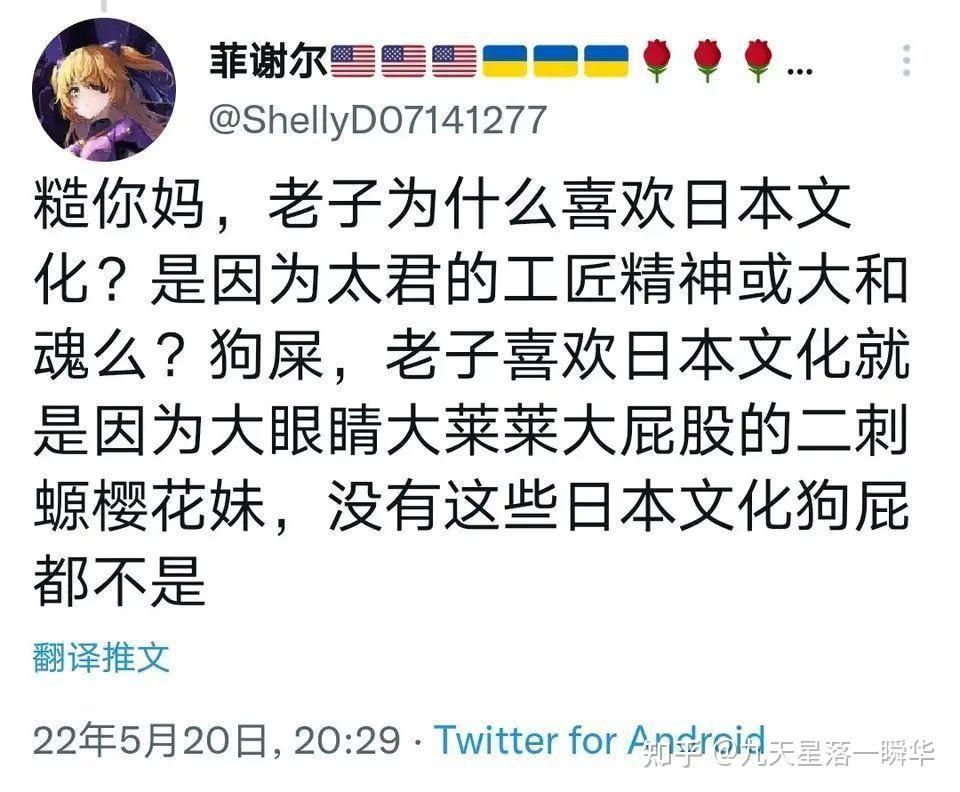 菲谢尔🇺🇸🇺🇸🇺🇸🇺🇦🇺🇦🇺🇦🌹🌹🌹...
@ShellyD07141277
糙你妈，老子为什么喜欢日本文
化？是因为太君的工匠精神或大和
魂么？狗屎，老子喜欢日本文化就
是因为大眼睛大莱莱大屁股的二刺
螈樱花妹，没有这些日本文化狗屁
都不是
翻译推文
22年5月20日, 20:29 · Twitter for Android
知乎 @九天星落一瞬华